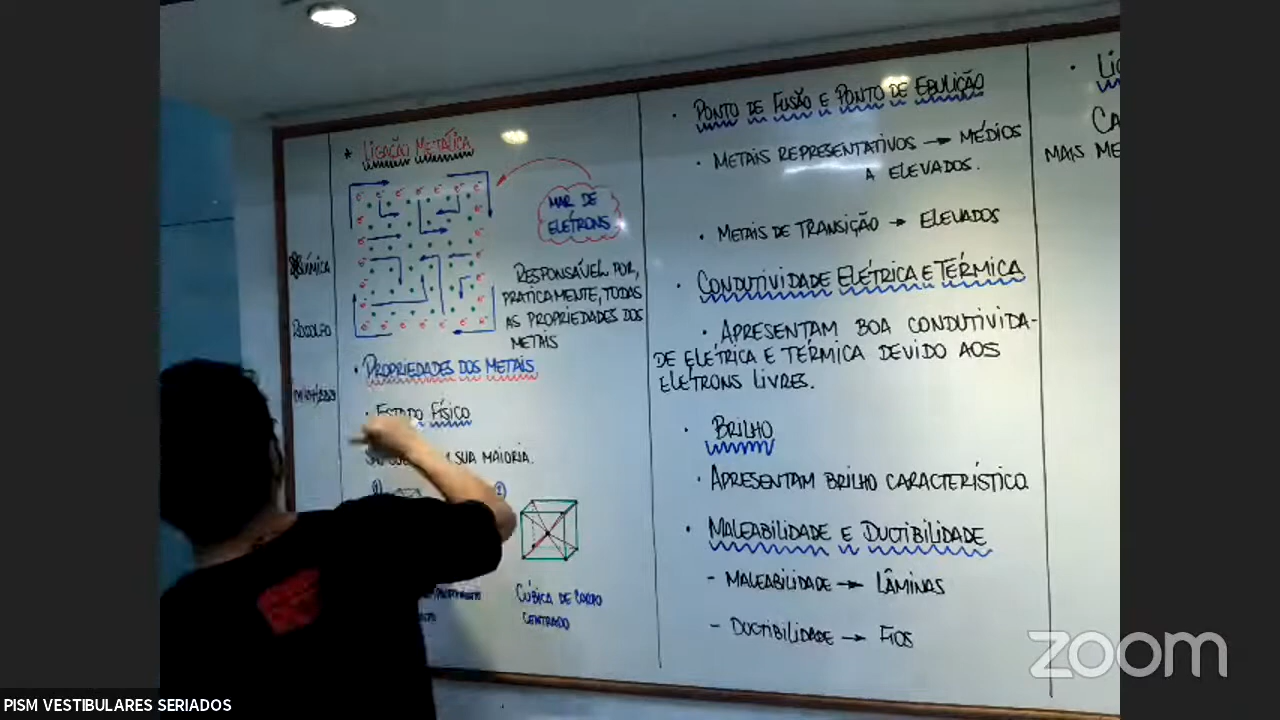 * LIGAÇÃO METÁLICA
MAR DE
ELÉTRONS
RESPONSÁVEL POR,
PRATICAMENTE, TODAS
AS PROPRIEDADES DOS
METAIS
QUÍMICA
RODOLFO
• PROPRIEDADES DOS METAIS
• ESTADO FÍSICO
SUA MAIORIA.
(1)
(2)
CÚBICA DE CORPO
CENTRADO
• PONTO DE FUSÃO E PONTO DE EBULIÇÃO
• METAIS REPRESENTATIVOS → MÉDIOS
A ELEVADOS.
• METAIS DE TRANSIÇÃO → ELEVADOS
• CONDUTIVIDADE ELÉTRICA E TÉRMICA
• APRESENTAM BOA CONDUTIVIDA-
DE ELÉTRICA E TÉRMICA DEVIDO AOS
ELÉTRONS LIVRES.
• BRILHO
• APRESENTAM BRILHO CARACTERÍSTICO
• MALEABILIDADE E DUCTIBILIDADE
- MALEABILIDADE → LÂMINAS
- DUCTIBILIDADE → FIOS
MAIS
zoom
PISM VESTIBULARES SERIADOS